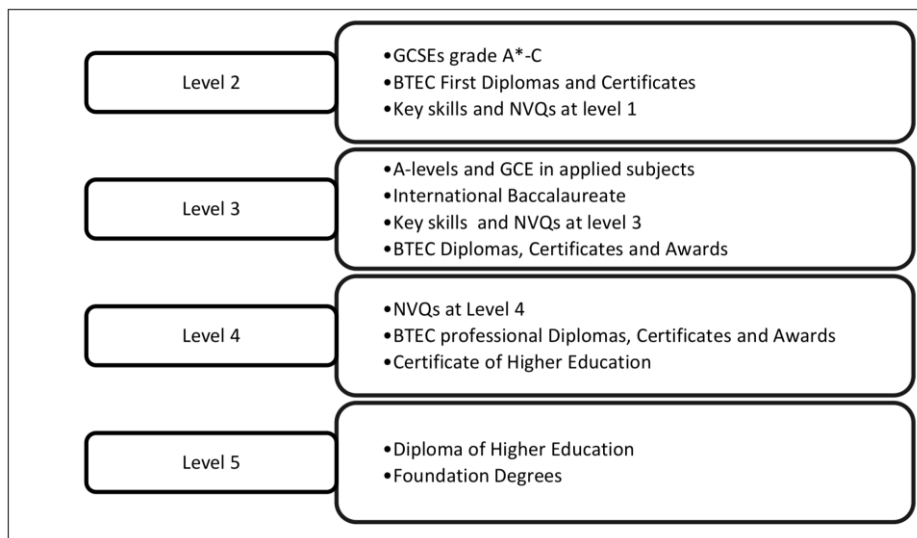 Level 2
•GCSEs grade A*-C
•BTEC First Diplomas and Certificates
•Key skills and NVQs at level 1
Level 3
•A-levels and GCE in applied subjects
•International Baccalaureate
•Key skills  and NVQs at level 3
•BTEC Diplomas, Certificates and Awards
Level 4
•NVQs at Level 4
•BTEC professional Diplomas, Certificates and Awards
•Certificate of Higher Education
Level 5
•Diploma of Higher Education
•Foundation Degrees